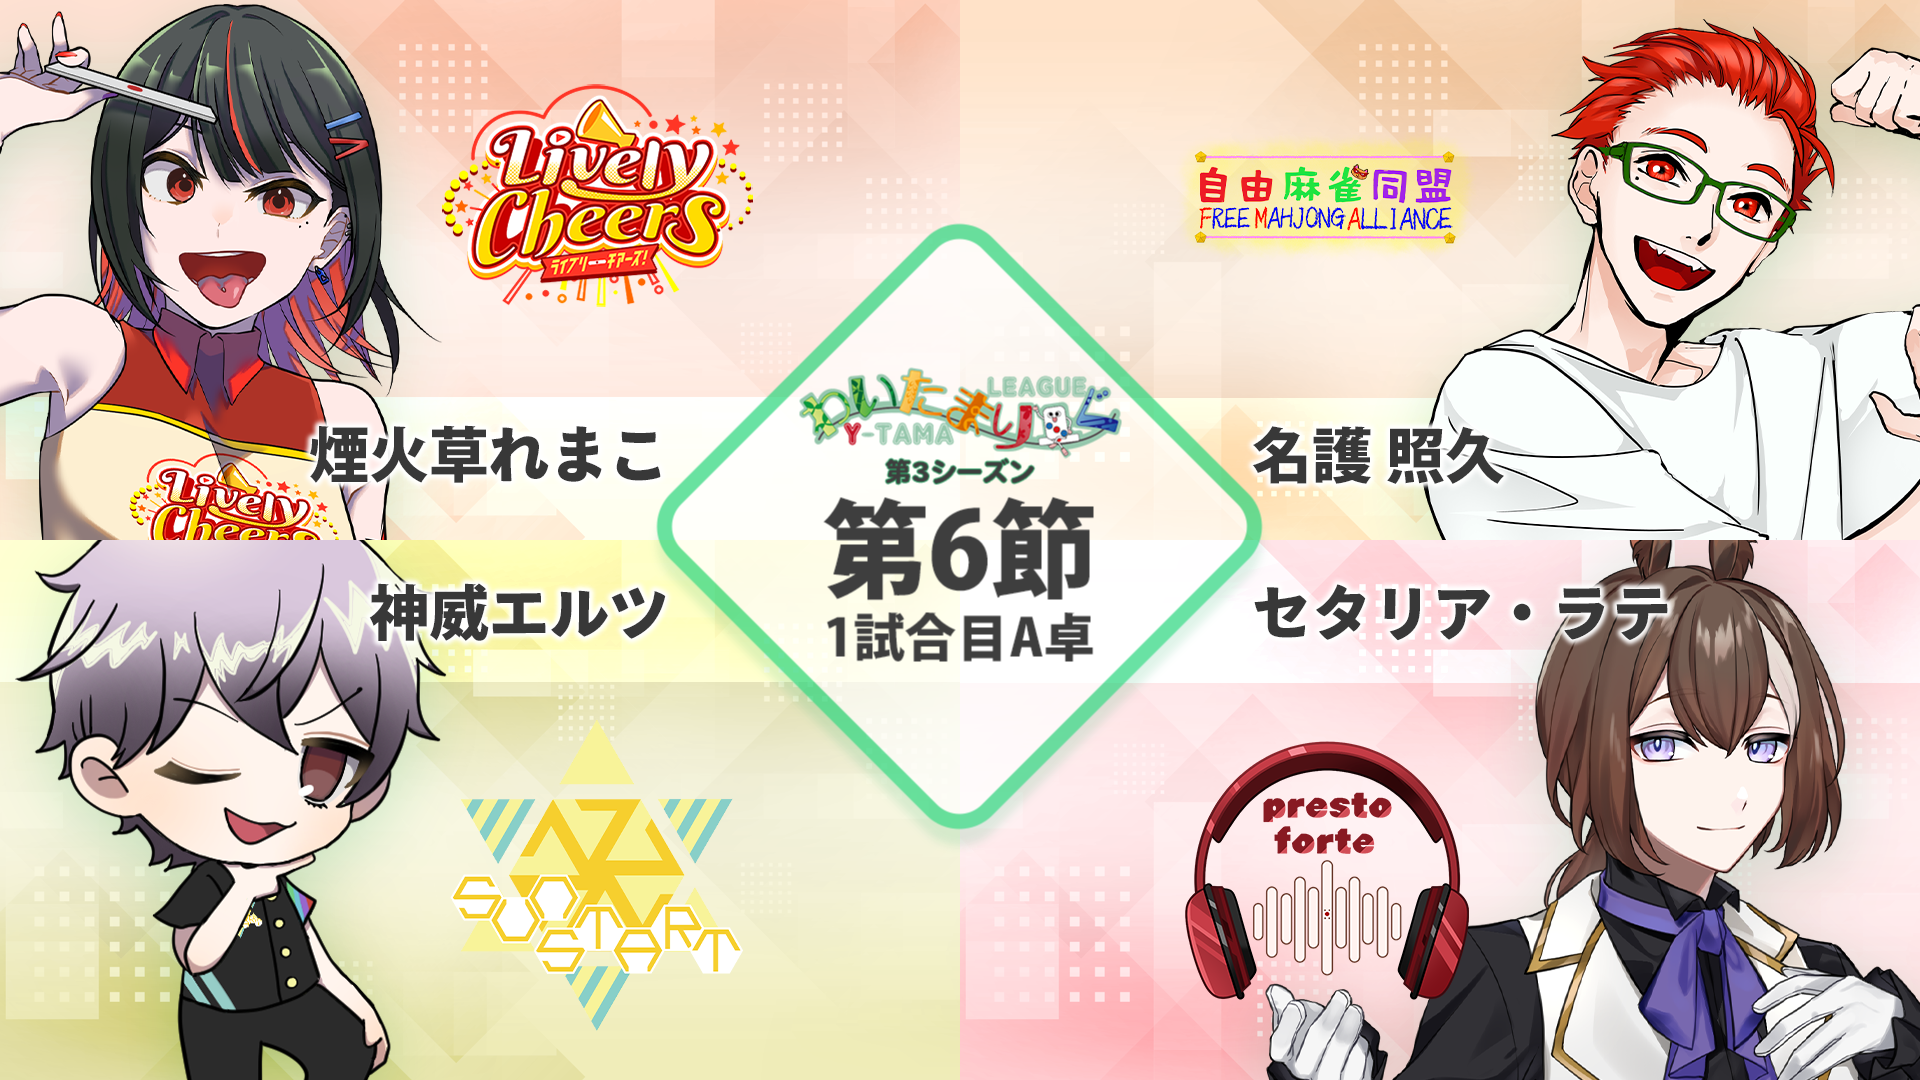 Lively
Cheers
ライブリーチアーズ!
自由麻雀同盟
FREE MAHJONG ALLIANCE
煙火草れまこ
Lively
Cheers
名護 照久
わいたまりーぐ
LEAGUE
Y-TAMA
第3シーズン
第6節
1試合目A卓
神威エルツ
セタリア・ラテ
SUNSTART
presto
forte